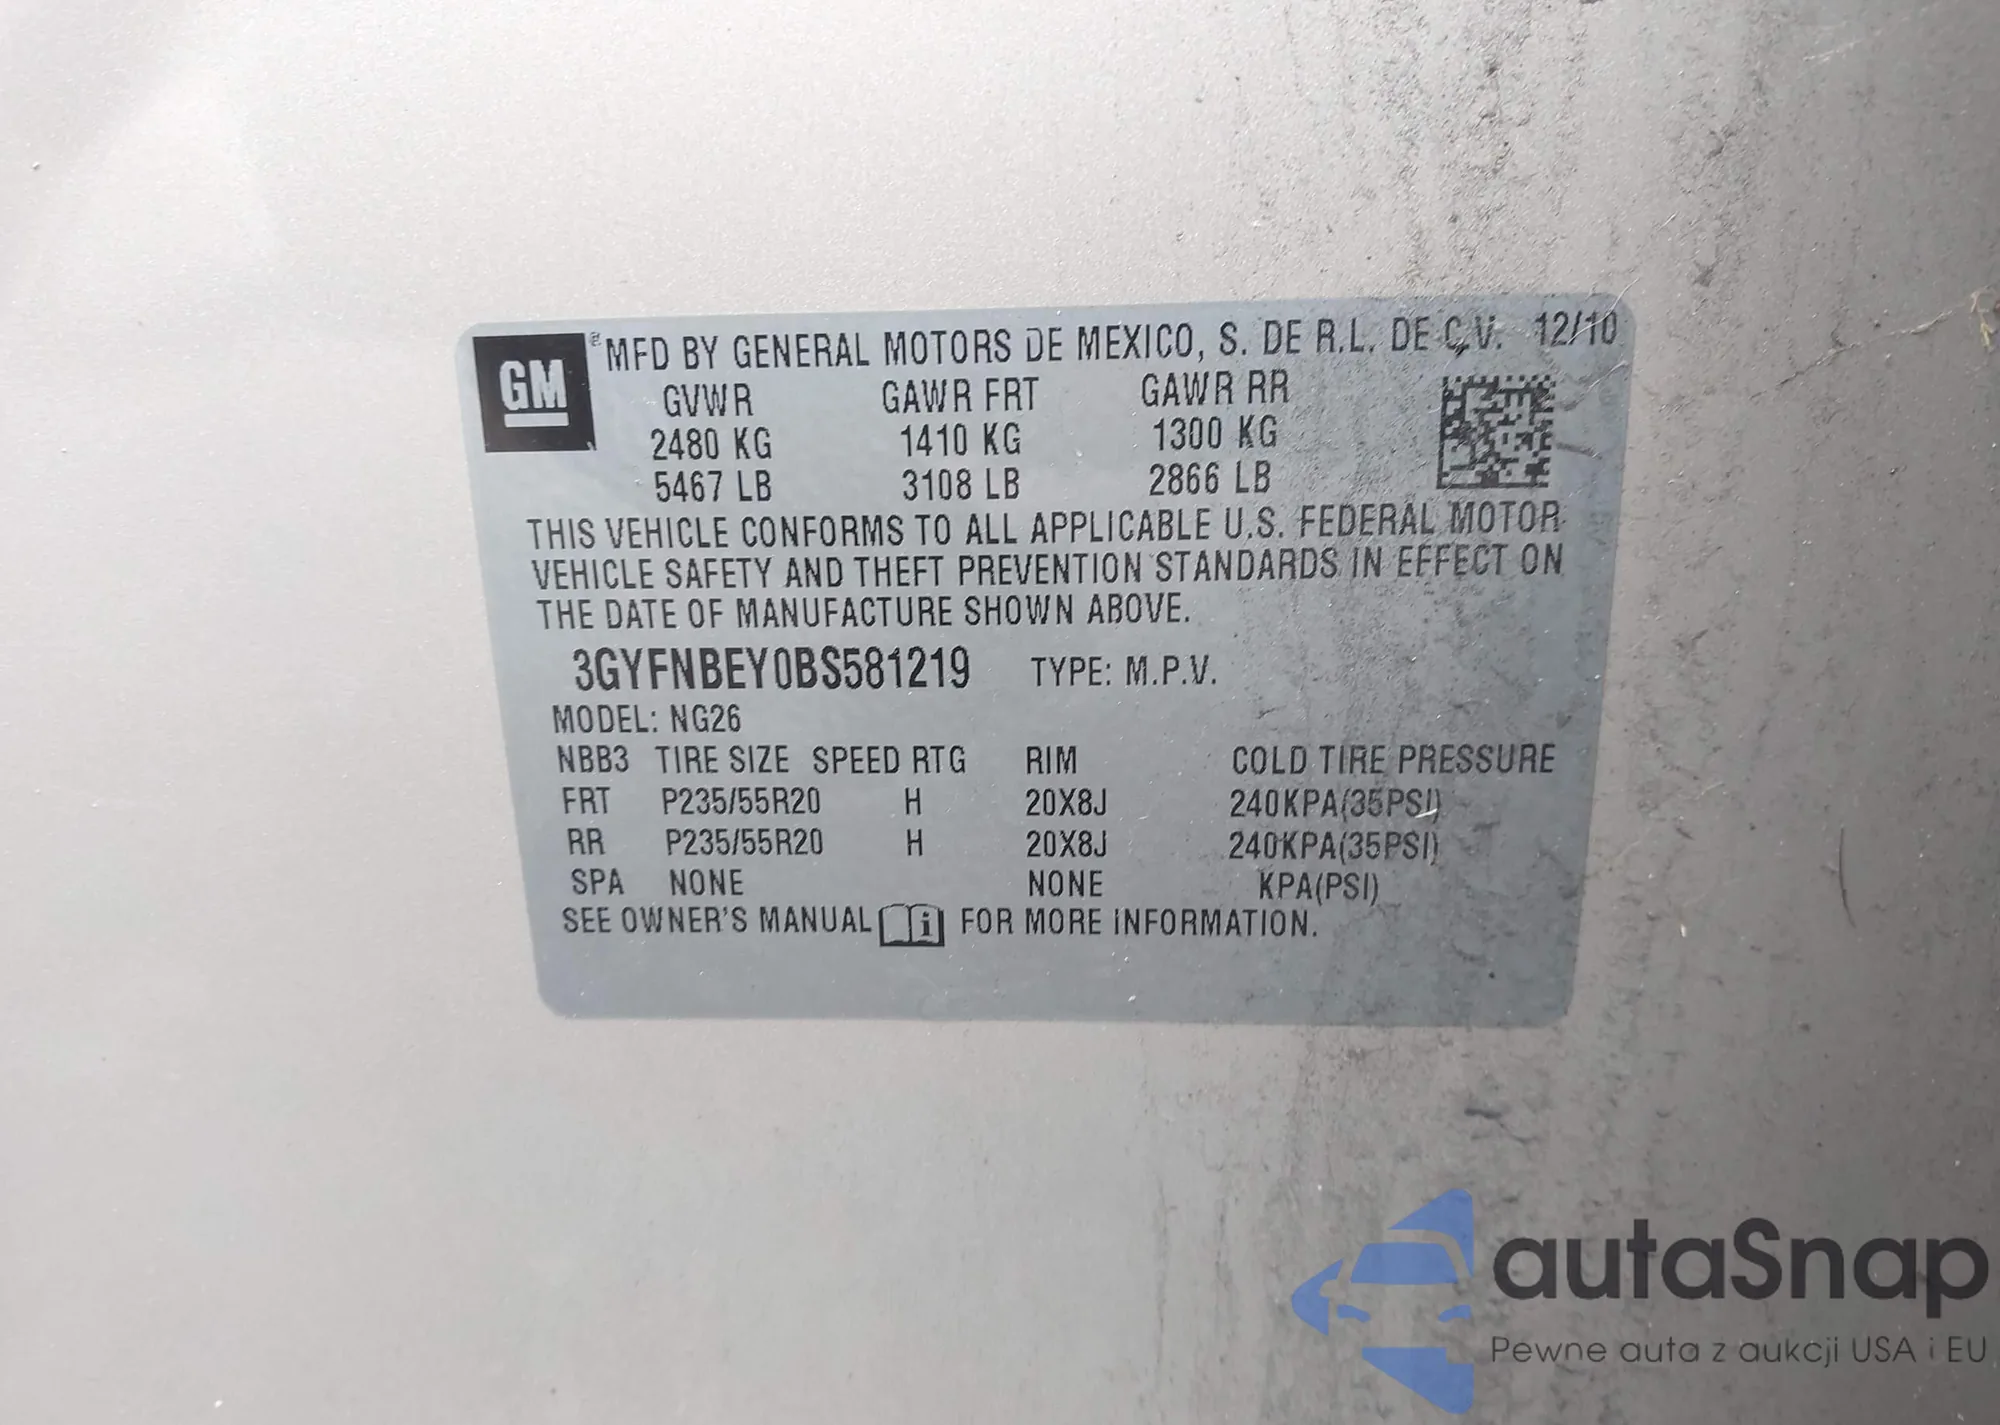 GM ® MFD BY GENERAL MOTORS DE MEXICO, S. DE R.L. DE C.V. 12/10
GVWR GAWR FRT GAWR RR
2480 KG 1410 KG 1300 KG
5467 LB 3108 LB 2866 LB
THIS VEHICLE CONFORMS TO ALL APPLICABLE U.S. FEDERAL MOTOR
VEHICLE SAFETY AND THEFT PREVENTION STANDARDS IN EFFECT ON
THE DATE OF MANUFACTURE SHOWN ABOVE.
3GYFNBEY0BS581219 TYPE: M.P.V.
MODEL: NG26
NBB3 TIRE SIZE SPEED RTG RIM COLD TIRE PRESSURE
FRT P235/55R20 H 20X8J 240KPA(35PSI)
RR P235/55R20 H 20X8J 240KPA(35PSI)
SPA NONE NONE KPA(PSI)
SEE OWNER'S MANUAL i FOR MORE INFORMATION.
autaSnap
Pewne auta z aukcji USA i EU